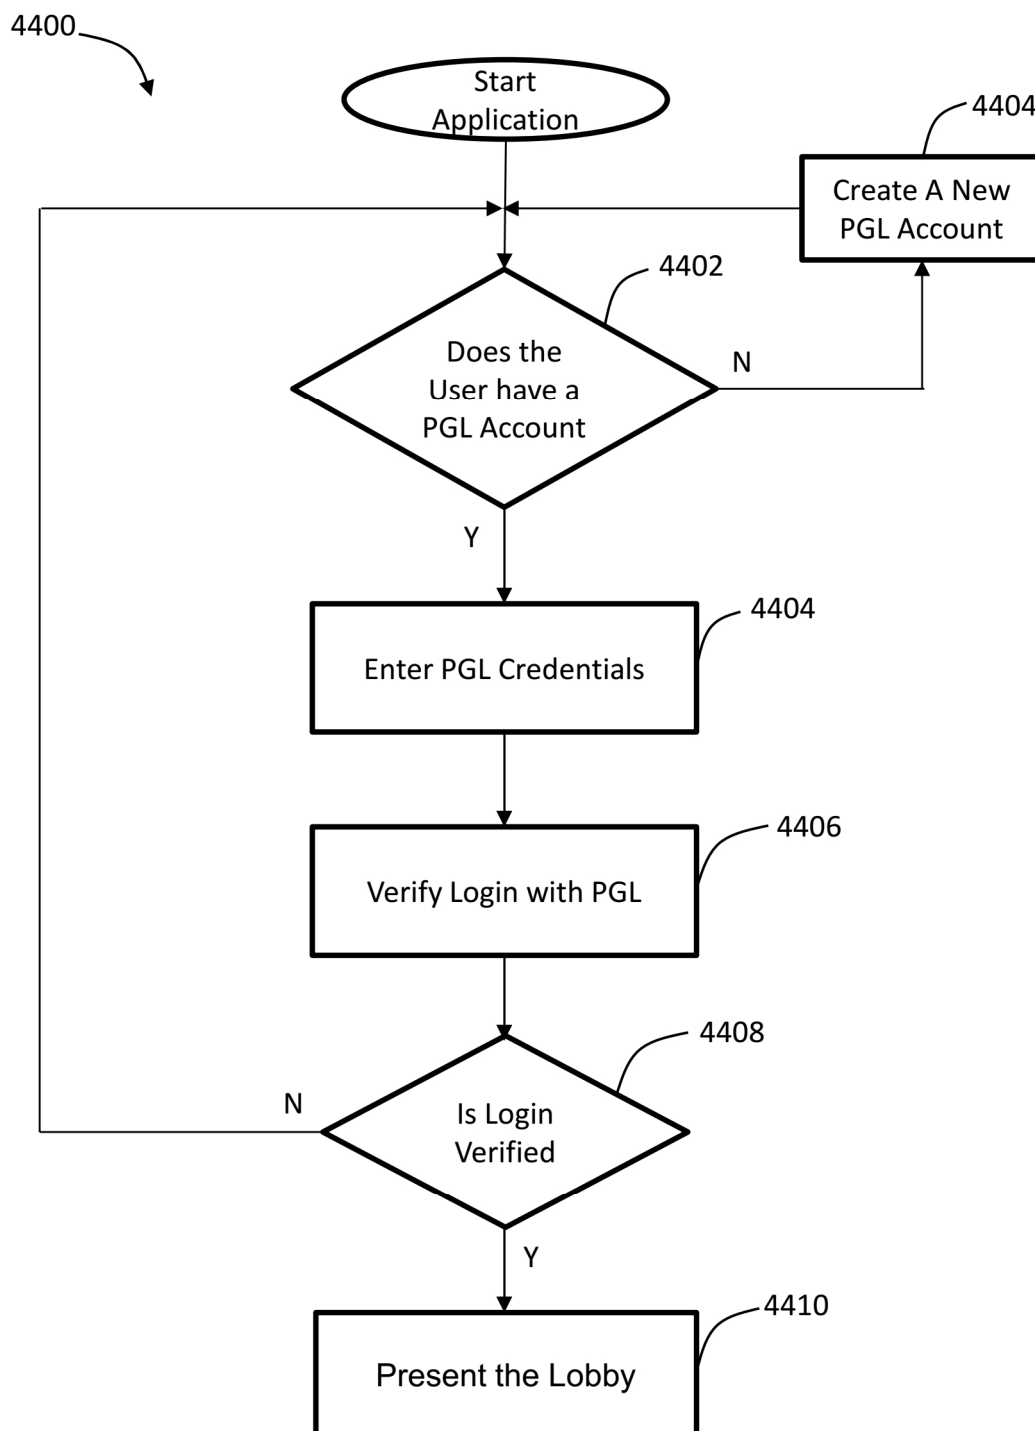 4400
Start
Application
4404
Create A New
PGL Account
4402
Does the
User have a
PGL Account
N
Y
4404
Enter PGL Credentials
4406
Verify Login with PGL
4408
N
Is Login
Verified
Y
4410
Present the Lobby